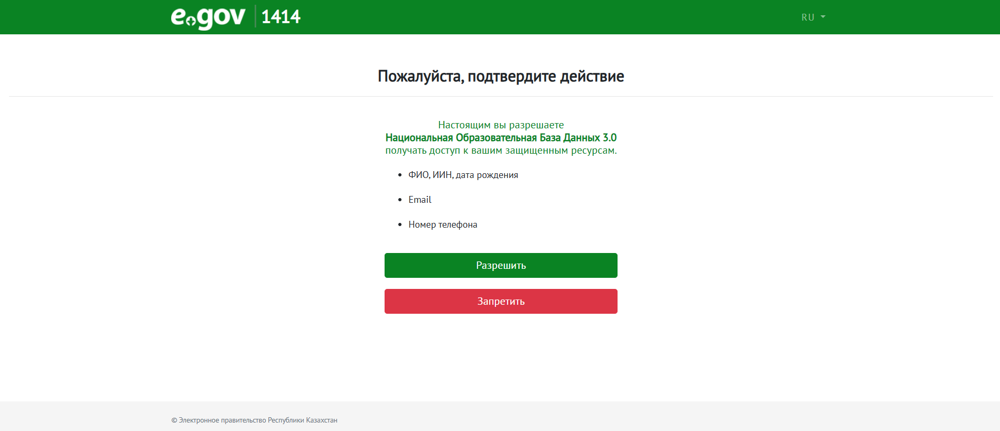 e.gov 1414
RU
Пожалуйста, подтвердите действие
Настоящим вы разрешаете
Национальная Образовательная База Данных 3.0
получать доступ к вашим защищенным ресурсам.
ФИО, ИИН, дата рождения
Email
Номер телефона
Разрешить
Запретить
© Электронное правительство Республики Казахстан